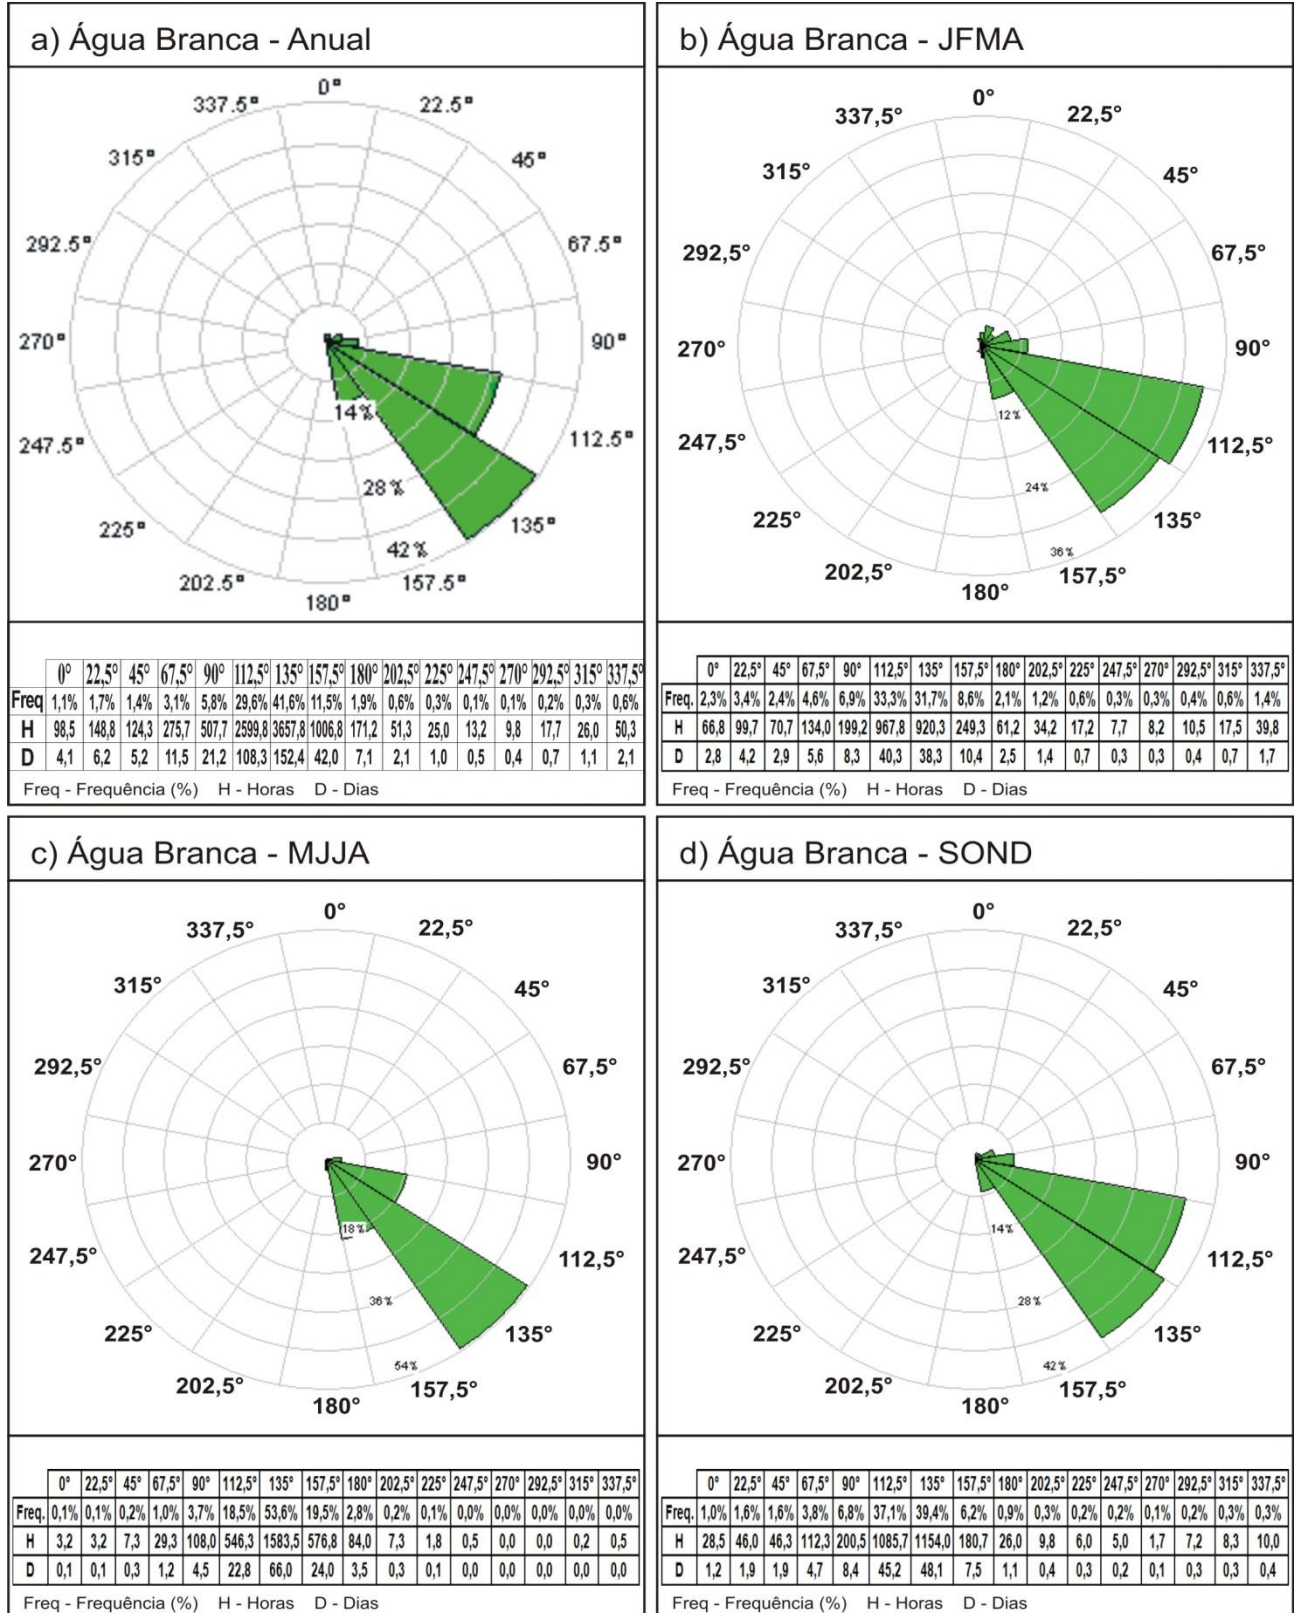 a) Água Branca - Anual
0°
337.5° 22.5°
315° 45°
292.5° 67.5°
270° 90°
14%
247.5° 112.5°
28%
225° 135°
42%
202.5° 157.5°
180°
0° 22,5° 45° 67,5° 90° 112,5° 135° 157,5° 180° 202,5° 225° 247,5° 270° 292,5° 315° 337,5°
Freq 1,1% 1,7% 1,4% 3,1% 5,8% 29,6% 41,6% 11,5% 1,9% 0,6% 0,3% 0,1% 0,1% 0,2% 0,3% 0,6%
H 98,5 148,8 124,3 275,7 507,7 2599,8 3657,8 1006,8 171,2 51,3 25,0 13,2 9,8 17,7 26,0 50,3
D 4,1 6,2 5,2 11,5 21,2 108,3 152,4 42,0 7,1 2,1 1,0 0,5 0,4 0,7 1,1 2,1
Freq - Frequência (%) H - Horas D - Dias
b) Água Branca - JFMA
0°
337,5° 22,5°
315° 45°
292,5° 67,5°
270° 90°
12%
247,5° 112,5°
24%
225° 135°
36%
202,5° 157,5°
180°
0° 22,5° 45° 67,5° 90° 112,5° 135° 157,5° 180° 202,5° 225° 247,5° 270° 292,5° 315° 337,5°
Freq. 2,3% 3,4% 2,4% 4,6% 6,9% 33,3% 31,7% 8,6% 2,1% 1,2% 0,6% 0,3% 0,3% 0,4% 0,6% 1,4%
H 66,8 99,7 70,7 134,0 199,2 967,8 920,3 249,3 61,2 34,2 17,2 7,7 8,2 10,5 17,5 39,8
D 2,8 4,2 2,9 5,6 8,3 40,3 38,3 10,4 2,5 1,4 0,7 0,3 0,3 0,4 0,7 1,7
Freq - Frequência (%) H - Horas D - Dias
c) Água Branca - MJJA
0°
337,5° 22,5°
315° 45°
292,5° 67,5°
270° 90°
18%
247,5° 112,5°
36%
225° 135°
54%
202,5° 157,5°
180°
0° 22,5° 45° 67,5° 90° 112,5° 135° 157,5° 180° 202,5° 225° 247,5° 270° 292,5° 315° 337,5°
Freq. 0,1% 0,1% 0,2% 1,0% 3,7% 18,5% 53,6% 19,5% 2,8% 0,2% 0,1% 0,0% 0,0% 0,0% 0,0% 0,0%
H 3,2 3,2 7,3 29,3 108,0 546,3 1583,5 576,8 84,0 7,3 1,8 0,5 0,0 0,0 0,2 0,5
D 0,1 0,1 0,3 1,2 4,5 22,8 66,0 24,0 3,5 0,3 0,1 0,0 0,0 0,0 0,0 0,0
Freq - Frequência (%) H - Horas D - Dias
d) Água Branca - SOND
0°
337,5° 22,5°
315° 45°
292,5° 67,5°
270° 90°
14%
247,5° 112,5°
28%
225° 135°
42%
202,5° 157,5°
180°
0° 22,5° 45° 67,5° 90° 112,5° 135° 157,5° 180° 202,5° 225° 247,5° 270° 292,5° 315° 337,5°
Freq. 1,0% 1,6% 1,6% 3,8% 6,8% 37,1% 39,4% 6,2% 0,9% 0,3% 0,2% 0,2% 0,1% 0,2% 0,3% 0,3%
H 28,5 46,0 46,3 112,3 200,5 1085,7 1154,0 180,7 26,0 9,8 6,0 5,0 1,7 7,2 8,3 10,0
D 1,2 1,9 1,9 4,7 8,4 45,2 48,1 7,5 1,1 0,4 0,3 0,2 0,1 0,3 0,3 0,4
Freq - Frequência (%) H - Horas D - Dias